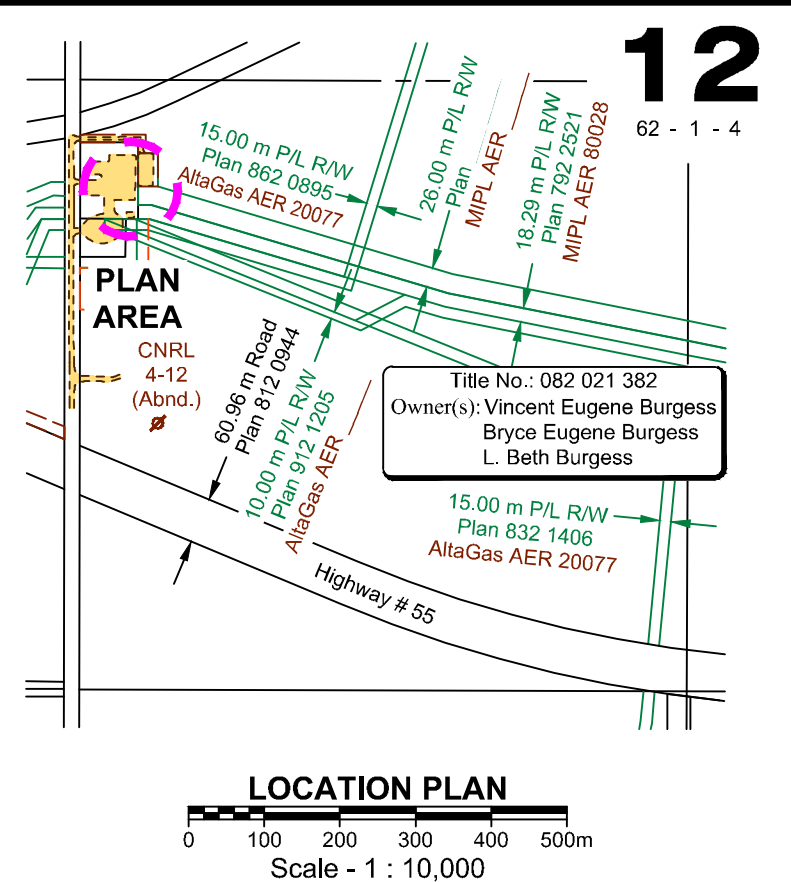 12
62 - 1 - 4
15.00 m P/L R/W
Plan 862 0895
AltaGas AER 20077
26.00 m P/L R/W
Plan
MIPL AER
18.29 m P/L R/W
Plan 792 2521
MIPL AER 80028
PLAN
AREA
CNRL
4-12
(Abnd.)
60.96 m Road
Plan 812 0944
10.00 m P/L R/W
Plan 912 1205
AltaGas AER
Title No.: 082 021 382
Owner(s): Vincent Eugene Burgess
Bryce Eugene Burgess
L. Beth Burgess
15.00 m P/L R/W
Plan 832 1406
AltaGas AER 20077
Highway # 55
LOCATION PLAN
0 100 200 300 400 500m
Scale - 1 : 10,000